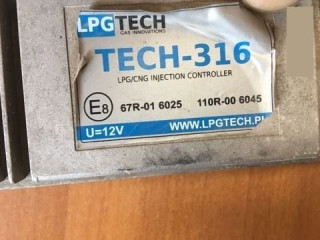 LPGTECH
GAS INNOVATIONS
TECH-316
LPG/CNG INJECTION CONTROLLER
E8 67R-01 6025 110R-00 6045
U=12V WWW.LPGTECH.PL